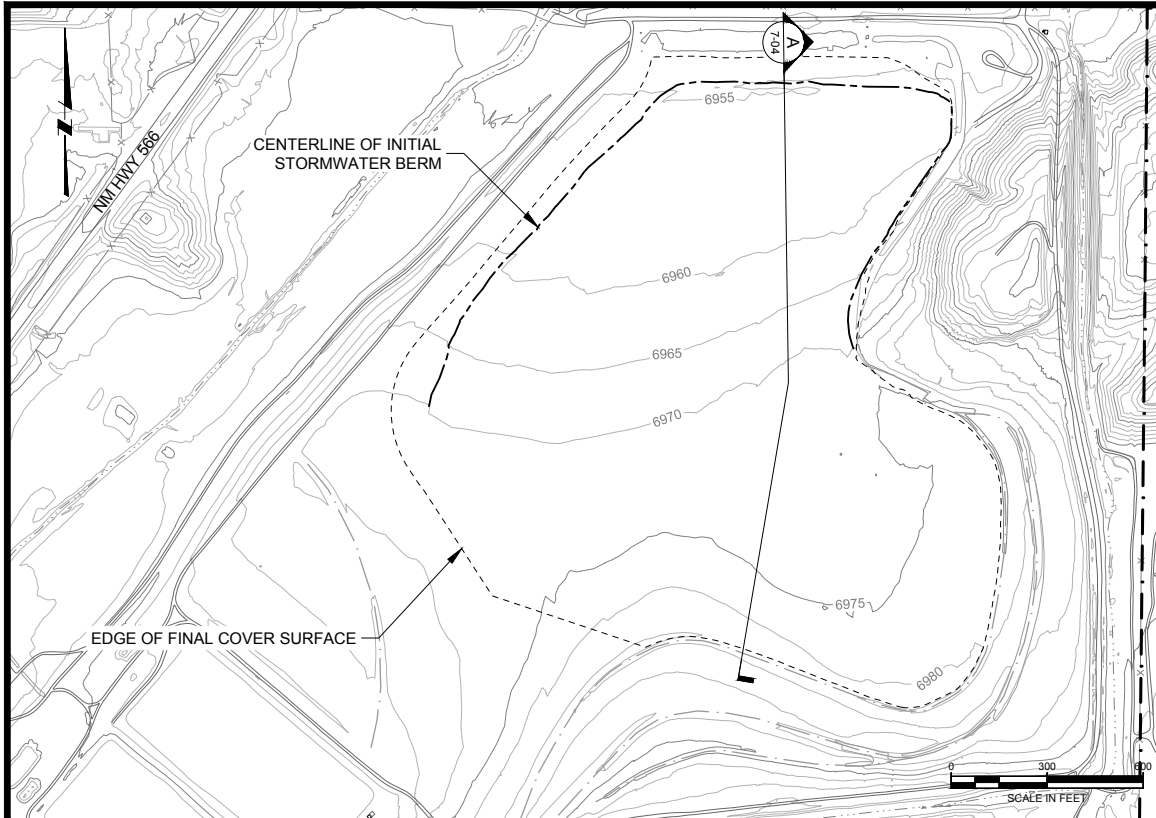 A
7-04
6955
NM HWY 566
CENTERLINE OF INITIAL
STORMWATER BERM
6960
6965
6970
6975
EDGE OF FINAL COVER SURFACE
6980
0 300 600
SCALE IN FEET